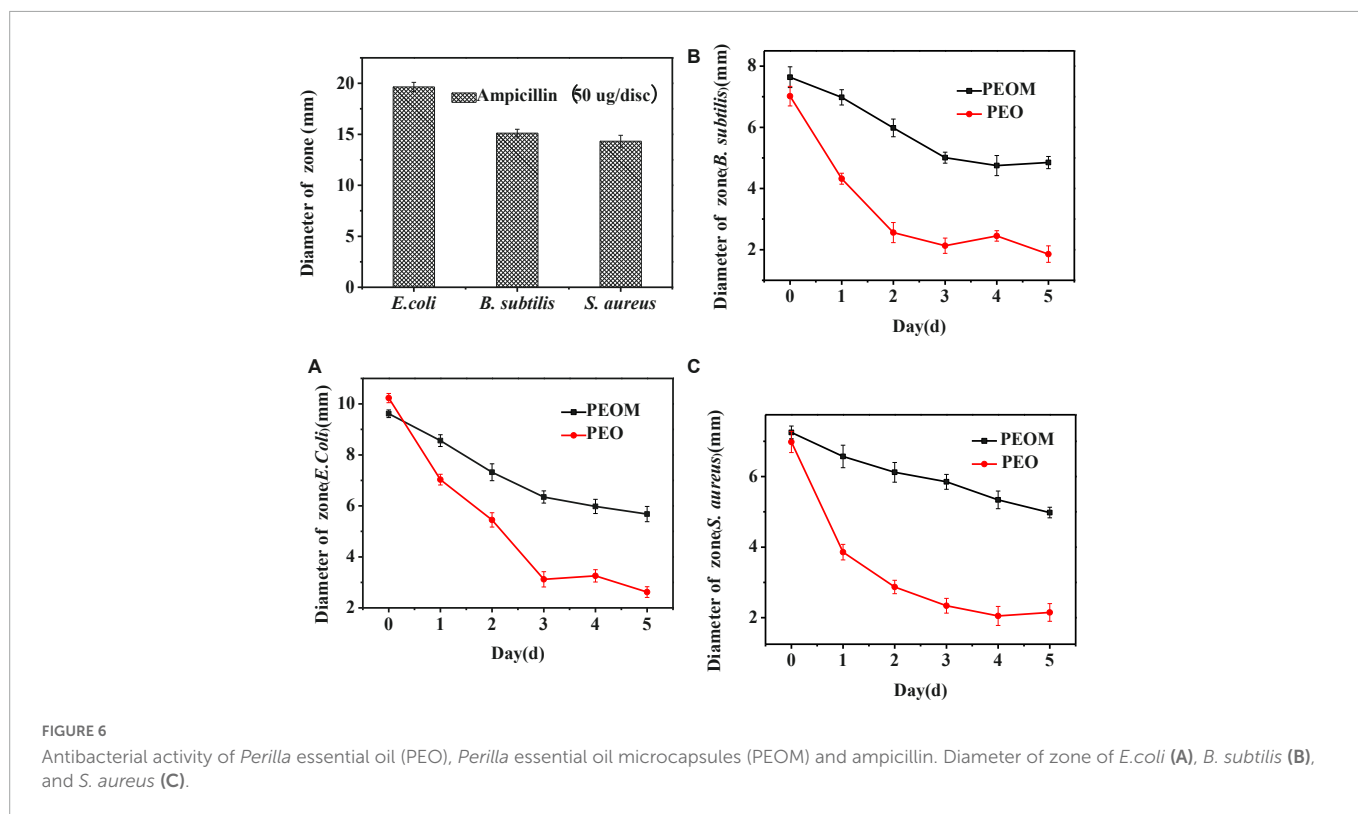 20
15
10
5
0
Diameter of zone (mm)
Ampicillin (50 ug/disc)
E.coli B. subtilis S. aureus
B
8
6
4
2
Diameter of zone(B. subtilis)(mm)
PEOM
PEO
0 1 2 3 4 5
Day(d)
A
10
8
6
4
2
Diameter of zone(E.Coli)(mm)
PEOM
PEO
0 1 2 3 4 5
Day(d)
C
6
4
2
Diameter of zone(S. aureus)(mm)
PEOM
PEO
0 1 2 3 4 5
Day(d)
FIGURE 6
Antibacterial activity of Perilla essential oil (PEO), Perilla essential oil microcapsules (PEOM) and ampicillin. Diameter of zone of E.coli (A), B. subtilis (B),
and S. aureus (C).